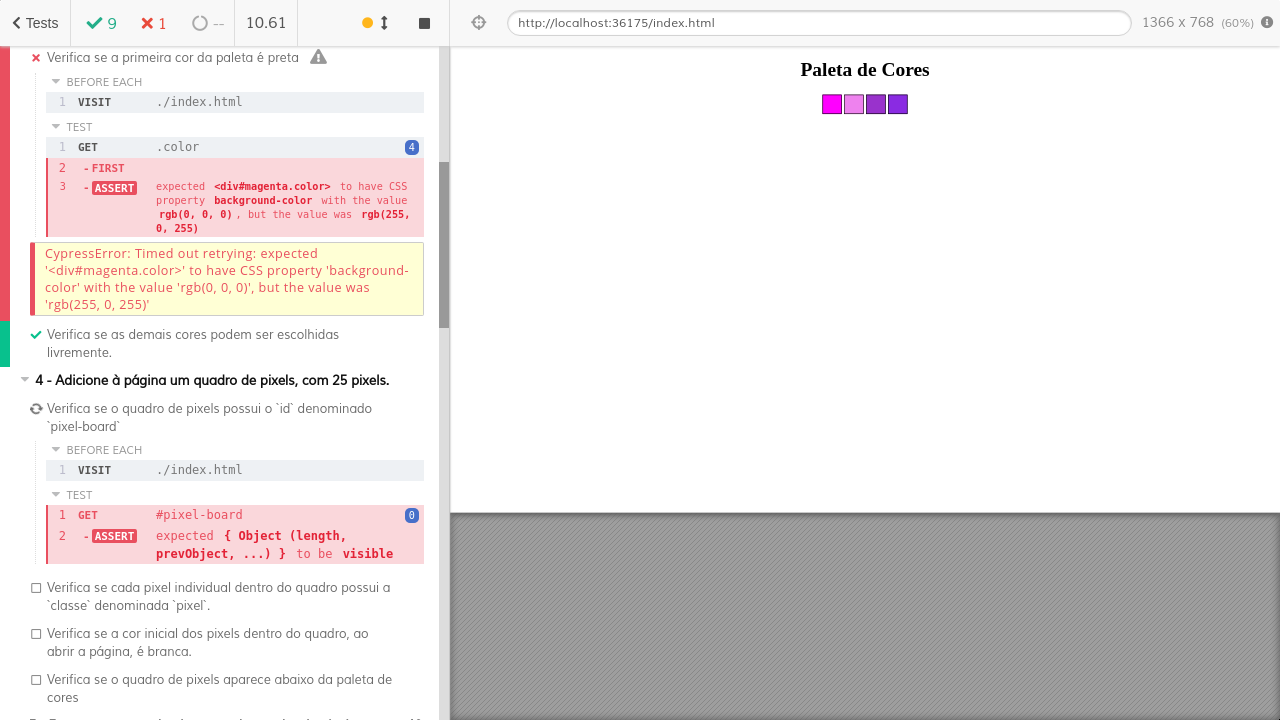 Tests
9
1
--
10.61
http://localhost:36175/index.html
1366 x 768 (60%)
Verifica se a primeira cor da paleta é preta
BEFORE EACH
1 VISIT ./index.html
TEST
1 GET .color 4
2 - FIRST
3 - ASSERT expected <div#magenta.color> to have CSS
property background-color with the value
rgb(0, 0, 0), but the value was rgb(255,
0, 255)
CypressError: Timed out retrying: expected
'<div#magenta.color>' to have CSS property 'background-
color' with the value 'rgb(0, 0, 0)', but the value was
'rgb(255, 0, 255)'
Verifica se as demais cores podem ser escolhidas
livremente.
4 - Adicione à página um quadro de pixels, com 25 pixels.
Verifica se o quadro de pixels possui o `id` denominado
`pixel-board`
BEFORE EACH
1 VISIT ./index.html
TEST
1 GET #pixel-board 0
2 - ASSERT expected { Object (length,
prevObject, ...) } to be visible
Verifica se cada pixel individual dentro do quadro possui a
`classe` denominada `pixel`.
Verifica se a cor inicial dos pixels dentro do quadro, ao
abrir a página, é branca.
Verifica se o quadro de pixels aparece abaixo da paleta de
cores
Paleta de Cores